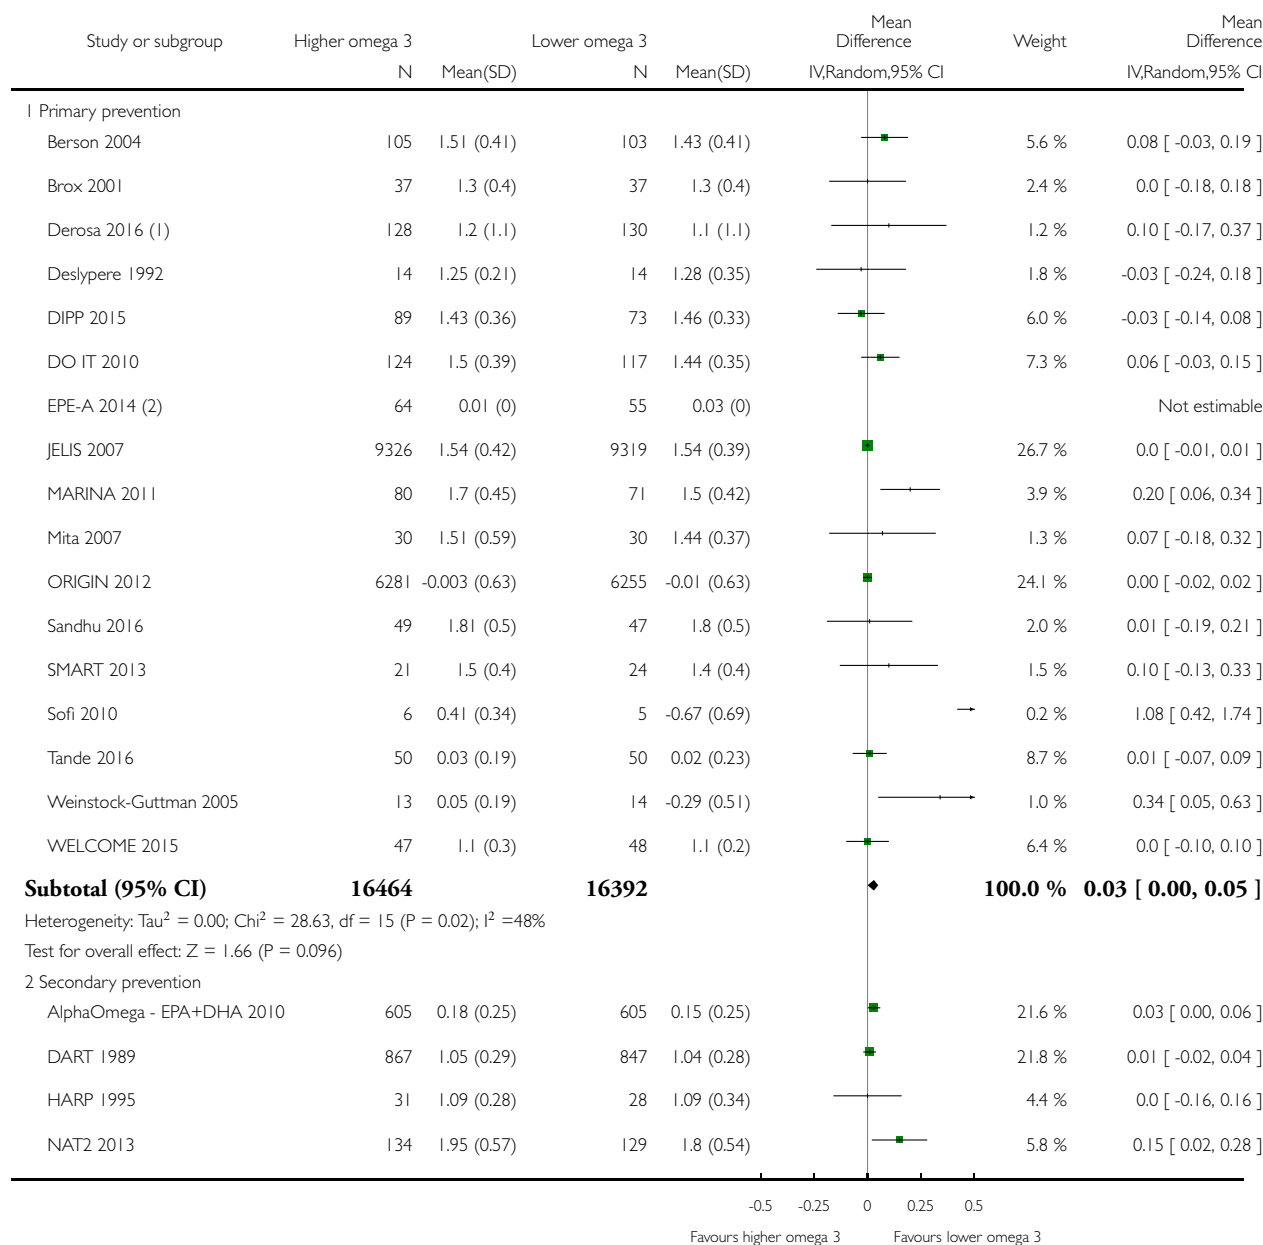 Study or subgroup Higher omega 3 Lower omega 3 Mean Difference Weight Mean Difference
N Mean(SD) N Mean(SD) IV,Random,95% CI IV,Random,95% CI
1 Primary prevention
Berson 2004 105 1.51 (0.41) 103 1.43 (0.41) 5.6 % 0.08 [ -0.03, 0.19 ]
Brox 2001 37 1.3 (0.4) 37 1.3 (0.4) 2.4 % 0.0 [ -0.18, 0.18 ]
Derosa 2016 (1) 128 1.2 (1.1) 130 1.1 (1.1) 1.2 % 0.10 [ -0.17, 0.37 ]
Deslypere 1992 14 1.25 (0.21) 14 1.28 (0.35) 1.8 % -0.03 [ -0.24, 0.18 ]
DIPP 2015 89 1.43 (0.36) 73 1.46 (0.33) 6.0 % -0.03 [ -0.14, 0.08 ]
DO IT 2010 124 1.5 (0.39) 117 1.44 (0.35) 7.3 % 0.06 [ -0.03, 0.15 ]
EPE-A 2014 (2) 64 0.01 (0) 55 0.03 (0) Not estimable
JELIS 2007 9326 1.54 (0.42) 9319 1.54 (0.39) 26.7 % 0.0 [ -0.01, 0.01 ]
MARINA 2011 80 1.7 (0.45) 71 1.5 (0.42) 3.9 % 0.20 [ 0.06, 0.34 ]
Mita 2007 30 1.51 (0.59) 30 1.44 (0.37) 1.3 % 0.07 [ -0.18, 0.32 ]
ORIGIN 2012 6281 -0.003 (0.63) 6255 -0.01 (0.63) 24.1 % 0.00 [ -0.02, 0.02 ]
Sandhu 2016 49 1.81 (0.5) 47 1.8 (0.5) 2.0 % 0.01 [ -0.19, 0.21 ]
SMART 2013 21 1.5 (0.4) 24 1.4 (0.4) 1.5 % 0.10 [ -0.13, 0.33 ]
Sofi 2010 6 0.41 (0.34) 5 -0.67 (0.69) 0.2 % 1.08 [ 0.42, 1.74 ]
Tande 2016 50 0.03 (0.19) 50 0.02 (0.23) 8.7 % 0.01 [ -0.07, 0.09 ]
Weinstock-Guttman 2005 13 0.05 (0.19) 14 -0.29 (0.51) 1.0 % 0.34 [ 0.05, 0.63 ]
WELCOME 2015 47 1.1 (0.3) 48 1.1 (0.2) 6.4 % 0.0 [ -0.10, 0.10 ]
Subtotal (95% CI) 16464 16392 100.0 % 0.03 [ 0.00, 0.05 ]
Heterogeneity: Tau² = 0.00; Chi² = 28.63, df = 15 (P = 0.02); I² =48%
Test for overall effect: Z = 1.66 (P = 0.096)
2 Secondary prevention
AlphaOmega - EPA+DHA 2010 605 0.18 (0.25) 605 0.15 (0.25) 21.6 % 0.03 [ 0.00, 0.06 ]
DART 1989 867 1.05 (0.29) 847 1.04 (0.28) 21.8 % 0.01 [ -0.02, 0.04 ]
HARP 1995 31 1.09 (0.28) 28 1.09 (0.34) 4.4 % 0.0 [ -0.16, 0.16 ]
NAT2 2013 134 1.95 (0.57) 129 1.8 (0.54) 5.8 % 0.15 [ 0.02, 0.28 ]
-0.5 -0.25 0 0.25 0.5
Favours higher omega 3 Favours lower omega 3